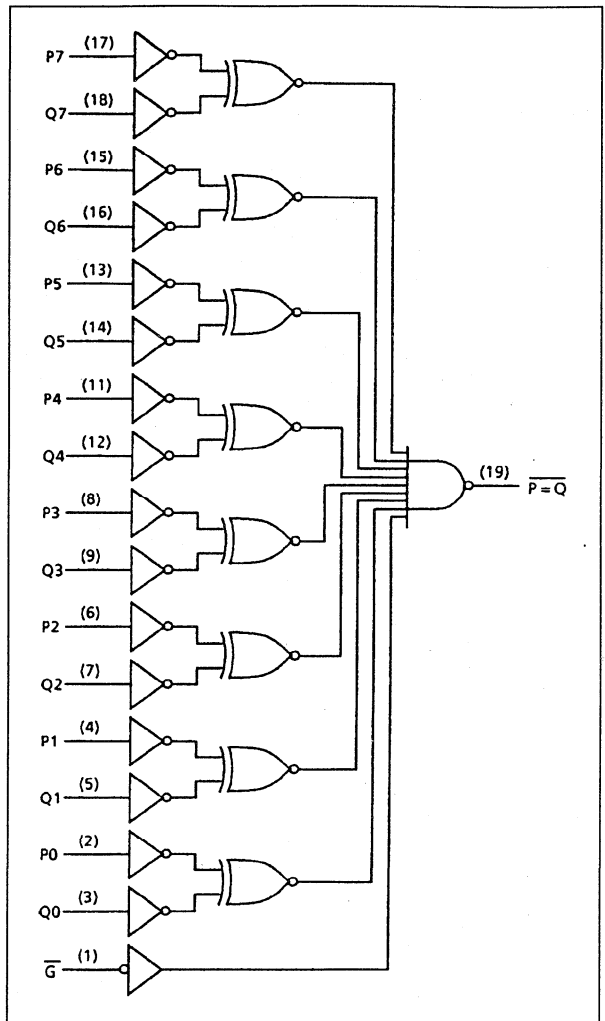 P7 (17)
Q7 (18)
P6 (15)
Q6 (16)
P5 (13)
Q5 (14)
P4 (11)
Q4 (12)
(19) P=Q
P3 (8)
Q3 (9)
P2 (6)
Q2 (7)
P1 (4)
Q1 (5)
P0 (2)
Q0 (3)
G (1)